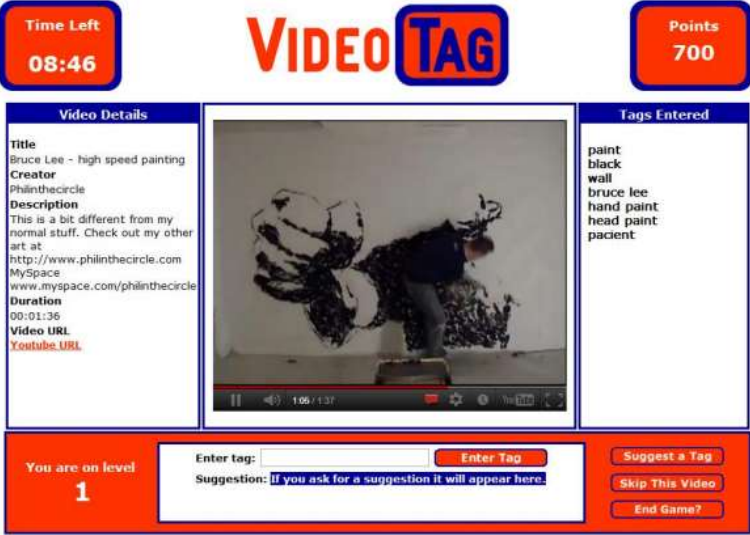 Time Left
08:46
VIDEO TAG
Points
700
Video Details
Title
Bruce Lee - high speed painting
Creator
Philinthecircle
Description
This is a bit different from my
normal stuff. Check out my other
art at
http://www.philinthecircle.com
MySpace
www.myspace.com/philinthecircle
Duration
00:01:36
Video URL
Youtube URL
1:05 / 1:37
YouTube
Tags Entered
paint
black
wall
bruce lee
hand paint
head paint
pacient
You are on level
1
Enter tag:
Enter Tag
Suggestion: If you ask for a suggestion it will appear here.
Suggest a Tag
Skip This Video
End Game?